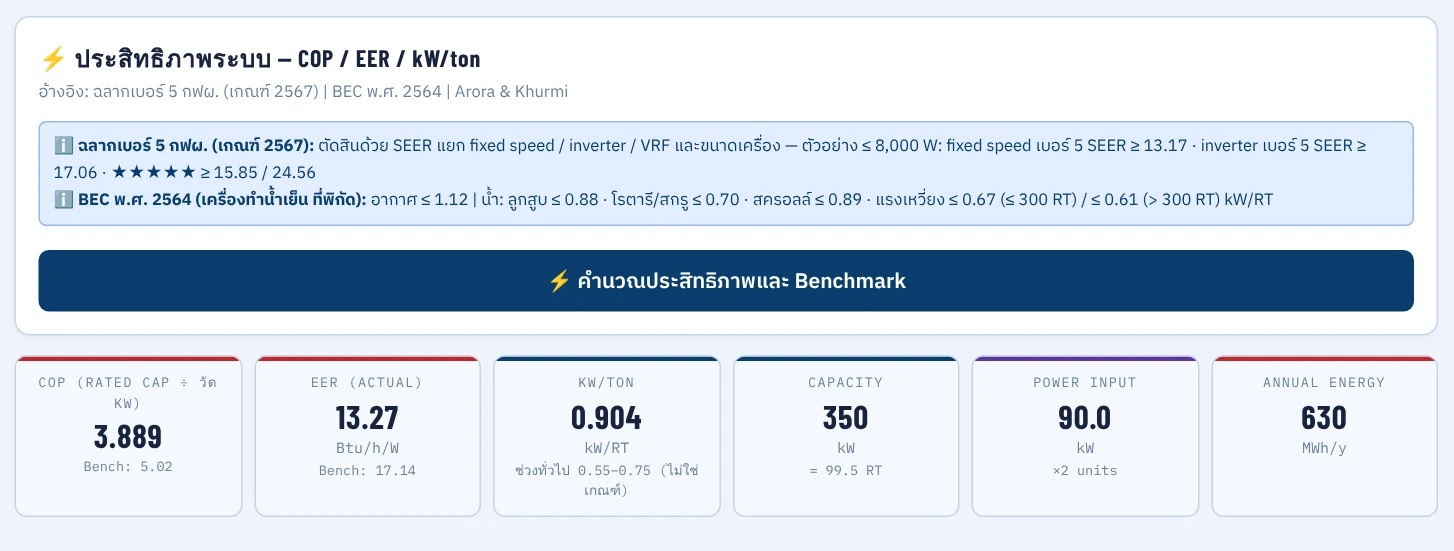 ⚡ ประสิทธิภาพระบบ — COP / EER / kW/ton
อ้างอิง: ฉลากเบอร์ 5 กฟผ. (เกณฑ์ 2567) | BEC พ.ศ. 2564 | Arora & Khurmi
ℹ️ ฉลากเบอร์ 5 กฟผ. (เกณฑ์ 2567): ตัดสินด้วย SEER แยก fixed speed / inverter / VRF และขนาดเครื่อง — ตัวอย่าง ≤ 8,000 W: fixed speed เบอร์ 5 SEER ≥ 13.17 · inverter เบอร์ 5 SEER ≥
17.06 · ★★★★★ ≥ 15.85 / 24.56
ℹ️ BEC พ.ศ. 2564 (เครื่องทำน้ำเย็น ที่พิกัด): อากาศ ≤ 1.12 | น้ำ: ลูกสูบ ≤ 0.88 · โรตารี/สกรู ≤ 0.70 · สครอลล์ ≤ 0.89 · แรงเหวี่ยง ≤ 0.67 (≤ 300 RT) / ≤ 0.61 (> 300 RT) kW/RT
⚡ คำนวณประสิทธิภาพและ Benchmark
COP (RATED CAP ÷ วัด
KW)
3.889
Bench: 5.02
EER (ACTUAL)
13.27
Btu/h/W
Bench: 17.14
KW/TON
0.904
kW/RT
ช่วงทั่วไป 0.55–0.75 (ไม่ใช่
เกณฑ์)
CAPACITY
350
kW
= 99.5 RT
POWER INPUT
90.0
kW
×2 units
ANNUAL ENERGY
630
MWh/y